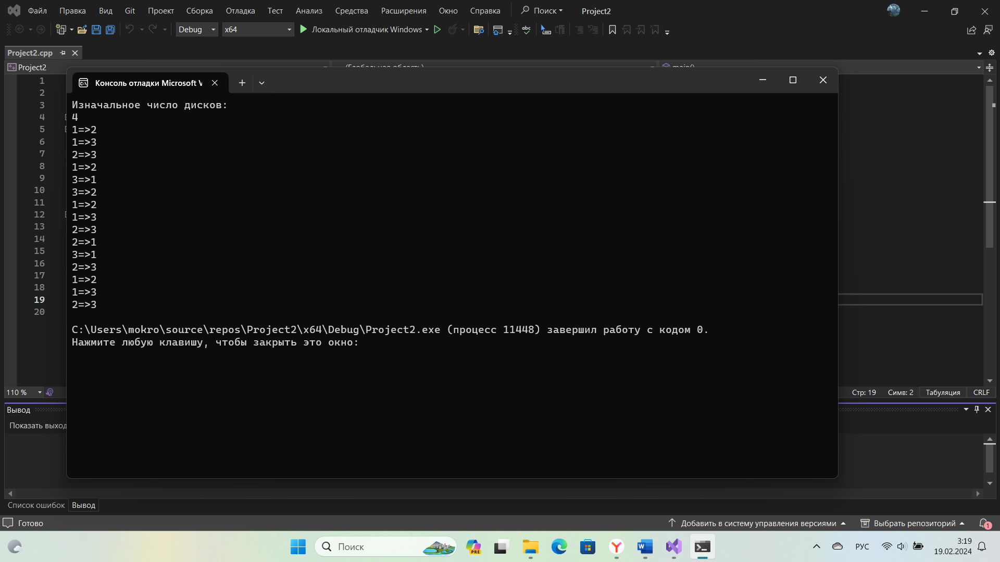 Файл Правка Вид Git Проект Сборка Отладка Тест Анализ Средства Расширения Окно Справка Поиск Project2
Debug x64 Локальный отладчик Windows
Project2.cpp
Project2 (Глобальная область) main()
Консоль отладки Microsoft V
1
2
3
4
5
6
7
8
9
10
11
12
13
14
15
16
17
18
19
20
Изначальное число дисков:
4
1=>2
1=>3
2=>3
1=>2
3=>1
3=>2
1=>2
1=>3
2=>3
2=>1
3=>1
2=>3
1=>2
1=>3
2=>3
C:\Users\mokro\source\repos\Project2\x64\Debug\Project2.exe (процесс 11448) завершил работу с кодом 0.
Нажмите любую клавишу, чтобы закрыть это окно:
110 % Стр: 19 Симв: 2 Табуляция CRLF
Вывод
Показать выход
Список ошибок Вывод
Готово Добавить в систему управления версиями Выбрать репозиторий 1
Поиск PRE РУС 3:19
19.02.2024